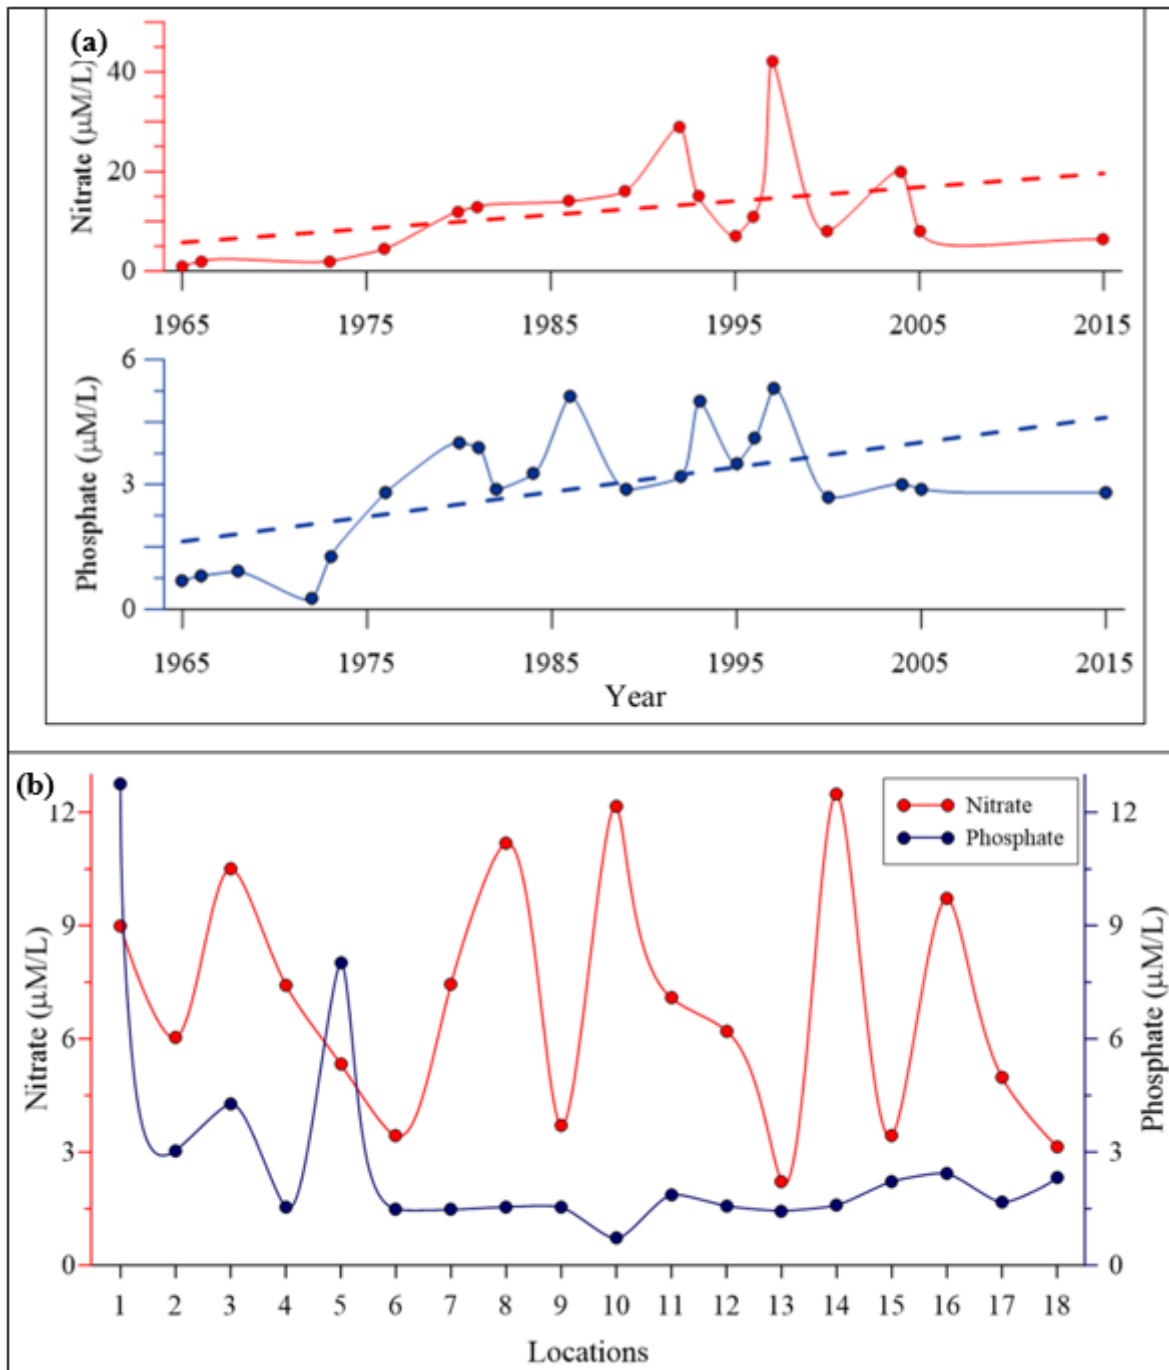 (a)
Nitrate (µM/L)
40
20
0
1965 1975 1985 1995 2005 2015
Phosphate (µM/L)
6
3
0
1965 1975 1985 1995 2005 2015
Year
(b)
Nitrate (µM/L)
12
9
6
3
0
Nitrate
Phosphate
Phosphate (µM/L)
12
9
6
3
0
1 2 3 4 5 6 7 8 9 10 11 12 13 14 15 16 17 18
Locations